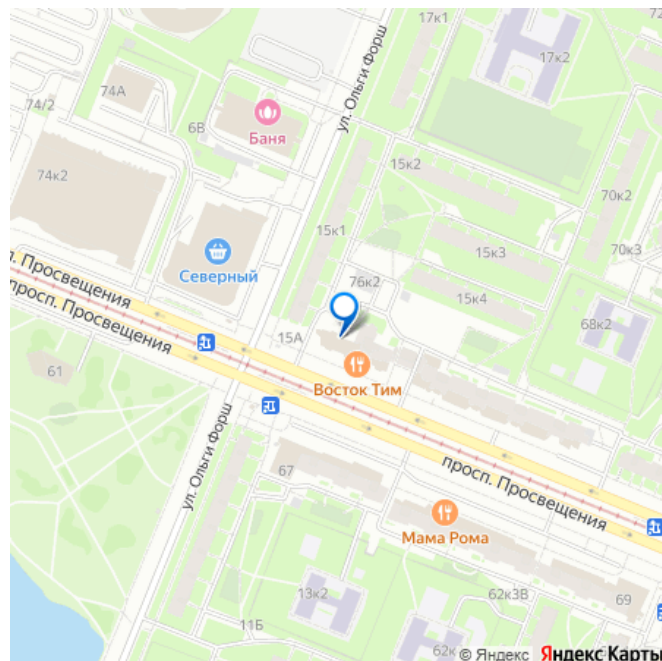 17к1
17к2
74А
74/2
6В
Баня
ул. Ольги Форш
74к2
15к2
70к2
15к1
15к3
70к3
Северный
76к2
15к4
68к2
просп. Просвещения
15А
61
Восток Тим
ул. Ольги Форш
67
просп. Просвещения
Мама Рома
13к2
62к3В
69
11Б
62к
© Яндекс Яндекс Карты